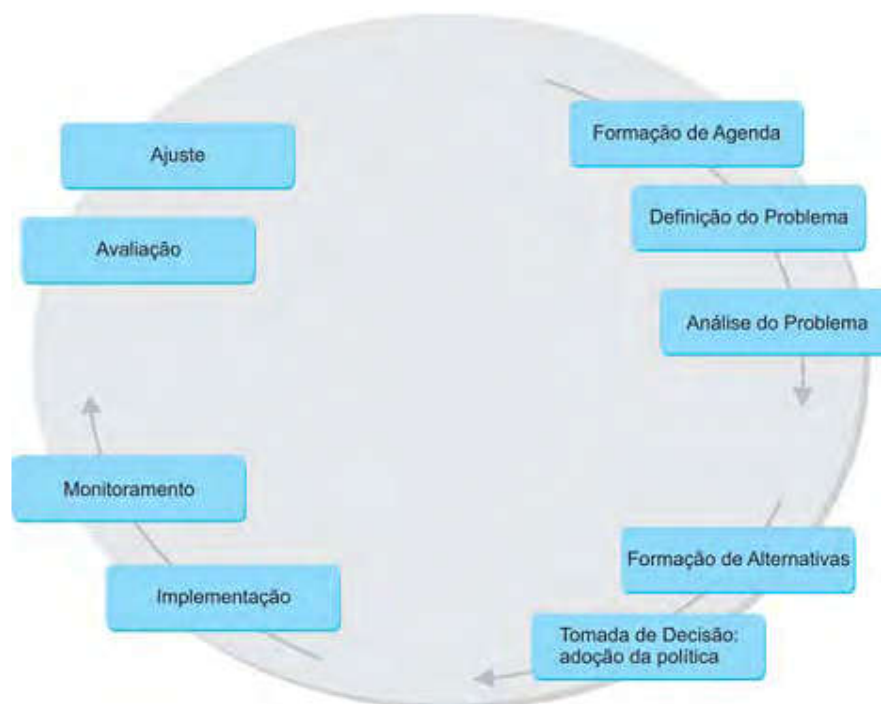 Formação de Agenda
Definição do Problema
Análise do Problema
Formação de Alternativas
Tomada de Decisão:
adoção da política
Implementação
Monitoramento
Avaliação
Ajuste